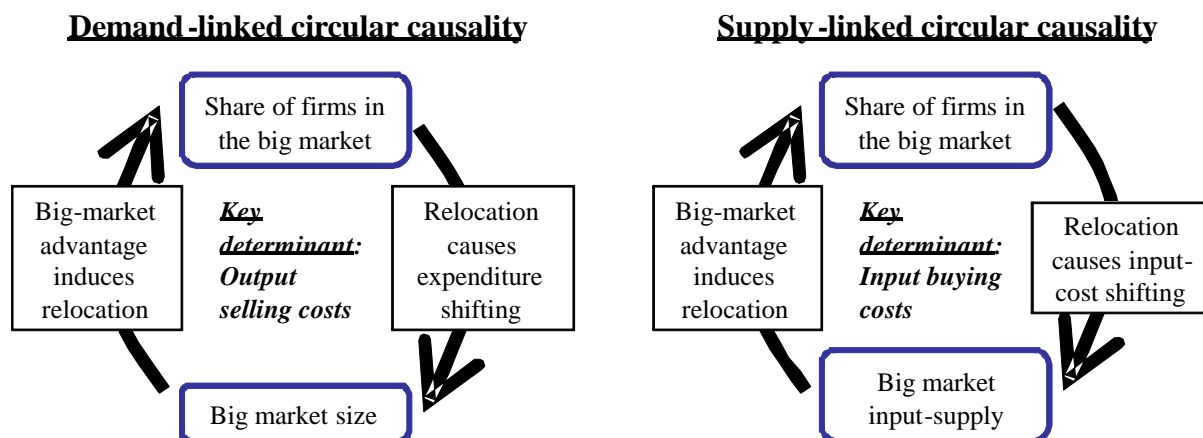 Demand-linked circular causality
Share of firms in
the big market
Big-market
advantage
induces
relocation
Key
determinant:
Output
selling costs
Relocation
causes
expenditure
shifting
Big market size
Supply-linked circular causality
Share of firms in
the big market
Big-market
advantage
induces
relocation
Key
determinant:
Input buying
costs
Relocation
causes input-
cost shifting
Big market
input-supply